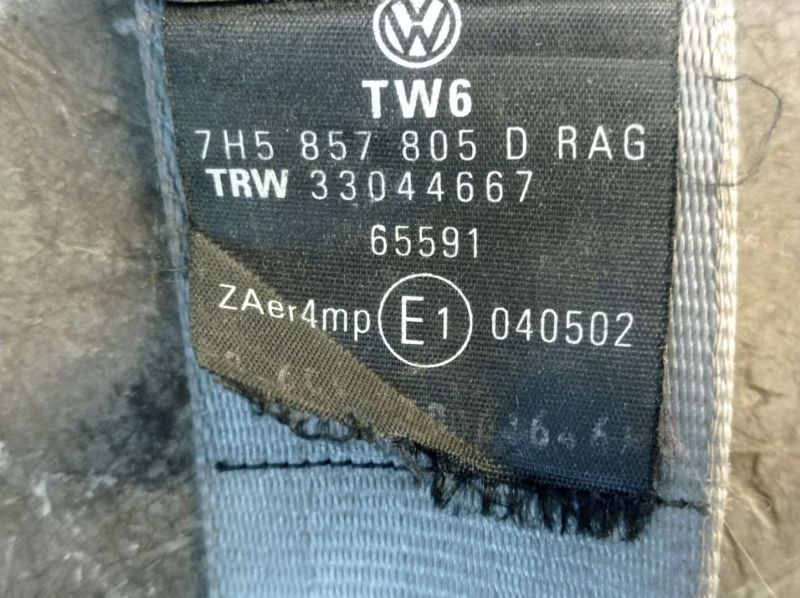 TW6
7H5 857 805 D RAG
TRW 33044667
65591
ZAer4mp E1 040502